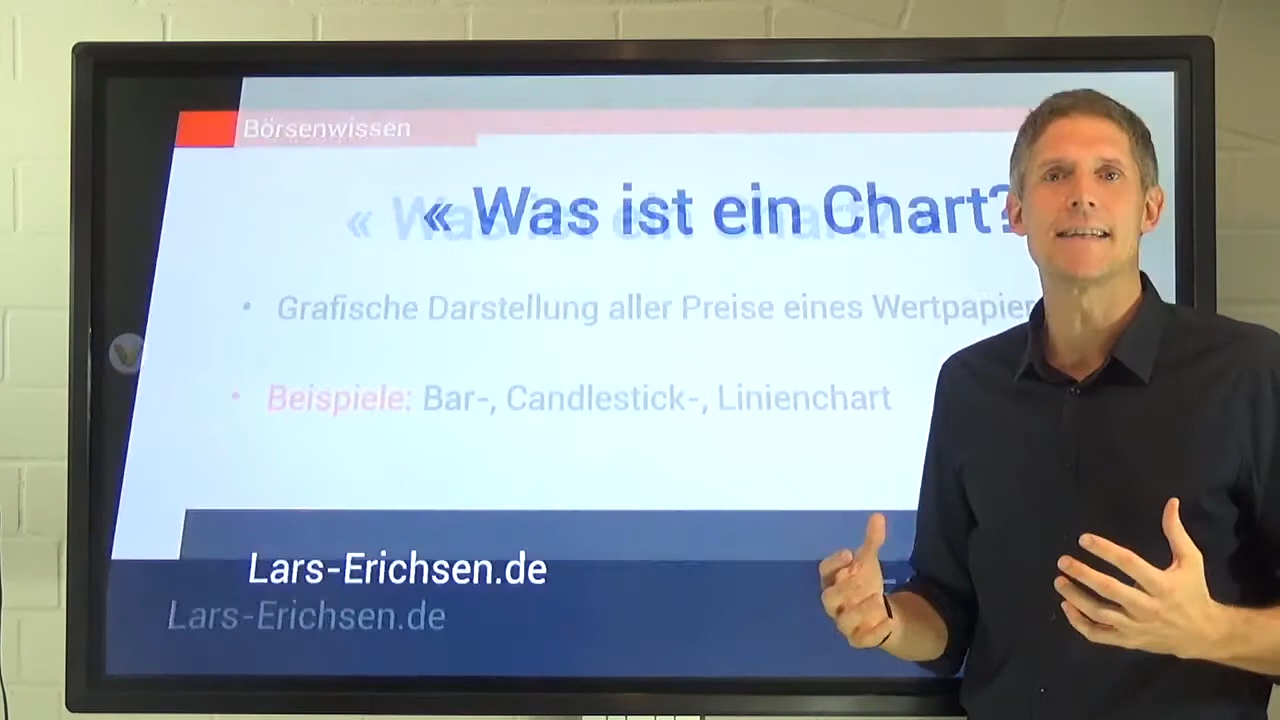 Börsenwissen
« Was ist ein Chart?
• Grafische Darstellung aller Preise eines
• Beispiele: Bar-, Candlestick-, Linienchart
Lars-Erichsen.de
Lars-Erichsen.de